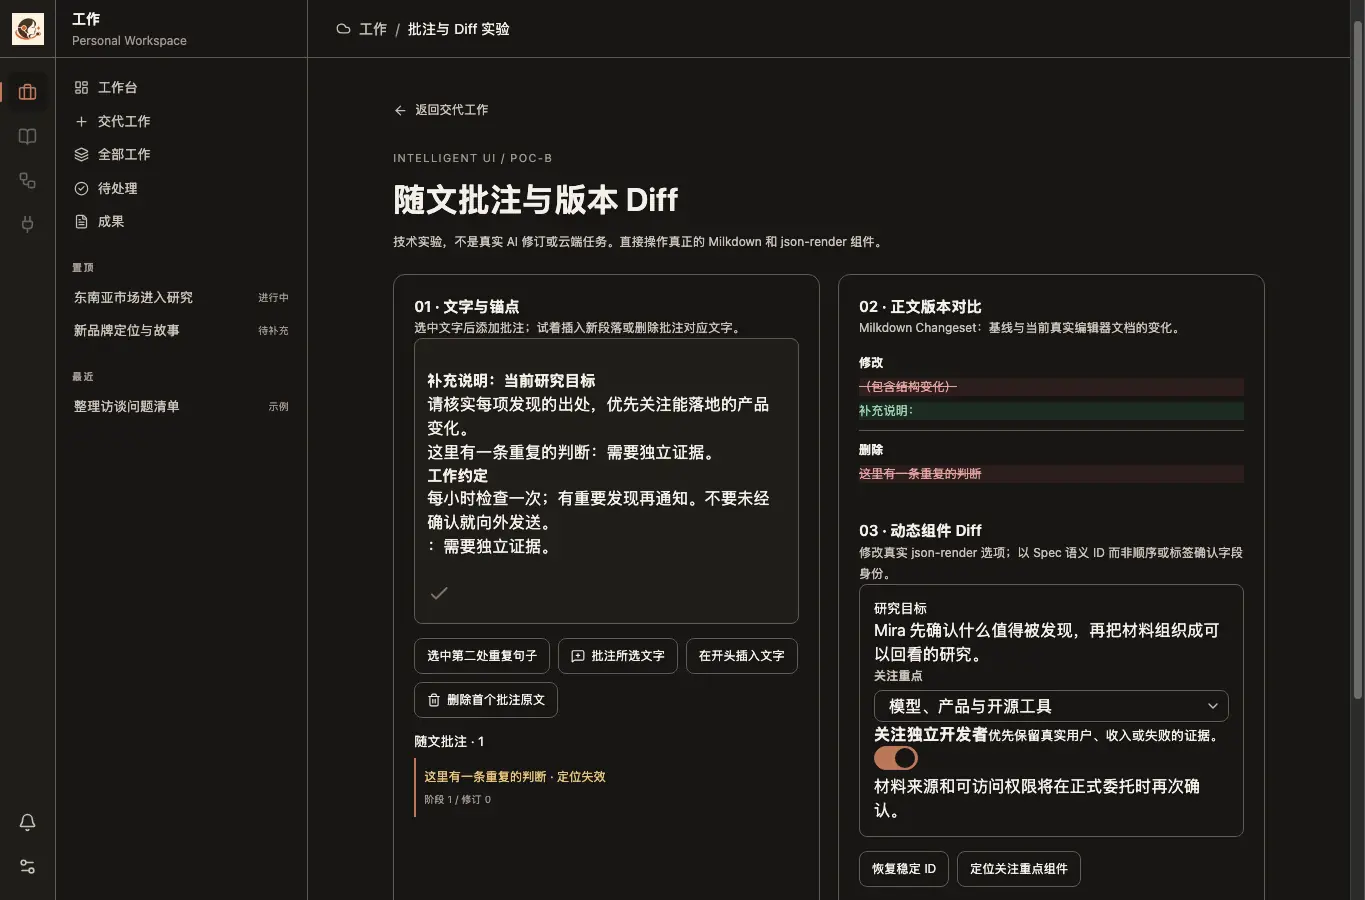 工作
Personal Workspace
工作 / 批注与 Diff 实验
工作台
交代工作
全部工作
待处理
成果
置顶
东南亚市场进入研究 进行中
新品牌定位与故事 待补充
最近
整理访谈问题清单 示例
返回交代工作
INTELLIGENT UI / POC-B
随文批注与版本 Diff
技术实验，不是真实 AI 修订或云端任务。直接操作真正的 Milkdown 和 json-render 组件。
01 · 文字与锚点
选中文字后添加批注；试着插入新段落或删除批注对应文字。
补充说明：当前研究目标
请核实每项发现的出处，优先关注能落地的产品
变化。
这里有一条重复的判断：需要独立证据。
工作约定
每小时检查一次；有重要发现再通知。不要未经
确认就向外发送。
：需要独立证据。
选中第二处重复句子
批注所选文字
在开头插入文字
删除首个批注原文
随文批注 · 1
这里有一条重复的判断 · 定位失效
阶段 1 / 修订 0
02 · 正文版本对比
Milkdown Changeset：基线与当前真实编辑器文档的变化。
修改
（包含结构变化）
补充说明：
删除
这里有一条重复的判断
03 · 动态组件 Diff
修改真实 json-render 选项；以 Spec 语义 ID 而非顺序或标签确认字段
身份。
研究目标
Mira 先确认什么值得被发现，再把材料组织成可
以回看的研究。
关注重点
模型、产品与开源工具
关注独立开发者优先保留真实用户、收入或失败的证据。
材料来源和可访问权限将在正式委托时再次确
认。
恢复稳定 ID
定位关注重点组件